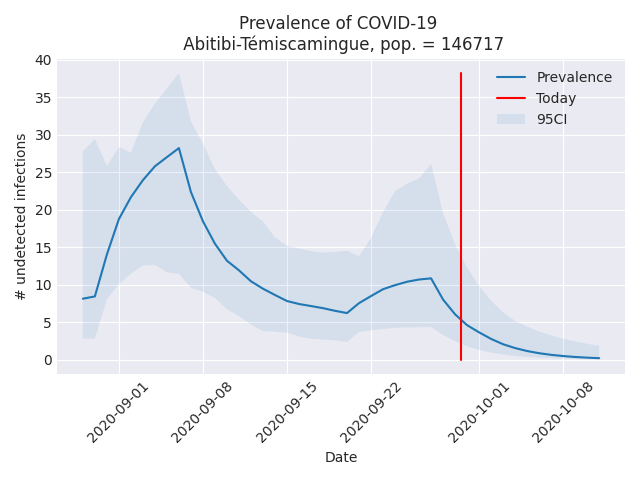 Prevalence of COVID-19
Abitibi-Témiscamingue, pop. = 146717
# undetected infections
40
35
30
25
20
15
10
5
0
Prevalence
Today
95CI
2020-09-01
2020-09-08
2020-09-15
2020-09-22
2020-10-01
2020-10-08
Date